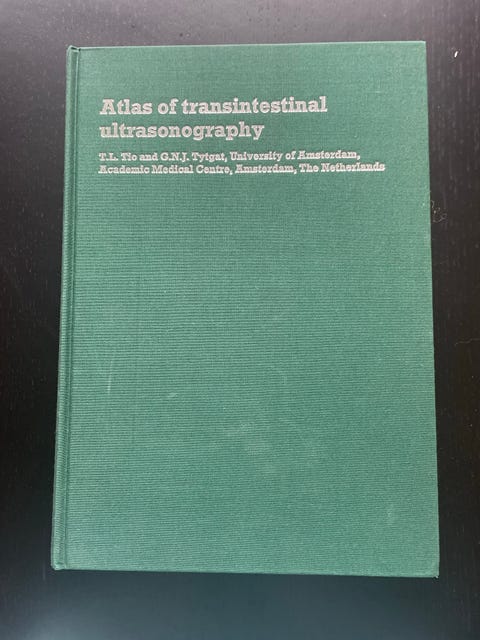 Atlas of transintestinal
ultrasonography
T.L. Tio and G.N.J. Tytgat, University of Amsterdam,
Academic Medical Centre, Amsterdam, The Netherlands